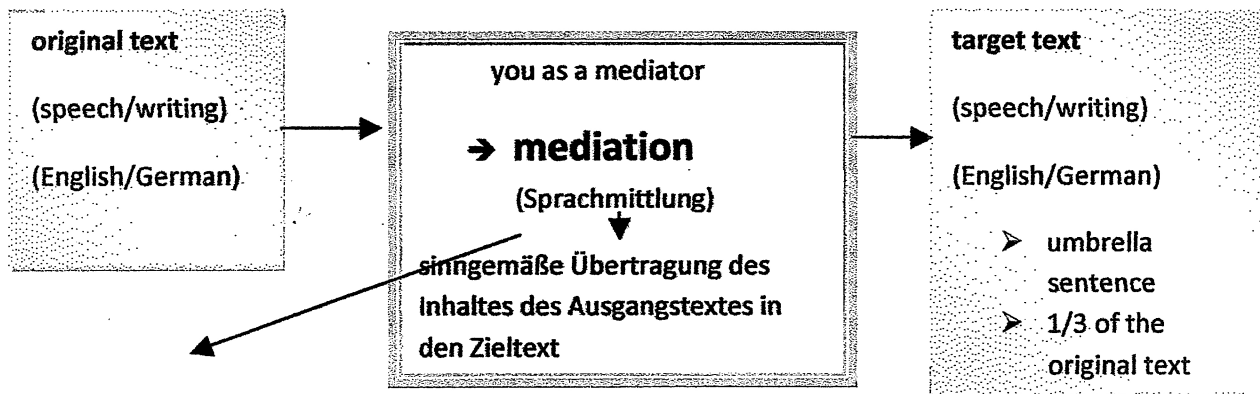 original text
(speech/writing)
(English/German)
you as a mediator
→ mediation
(Sprachmittlung)
sinngemäße Übertragung des
Inhaltes des Ausgangstextes in
den Zieltext
target text
(speech/writing)
(English/German)
➢ umbrella
sentence
➢ 1/3 of the
original text